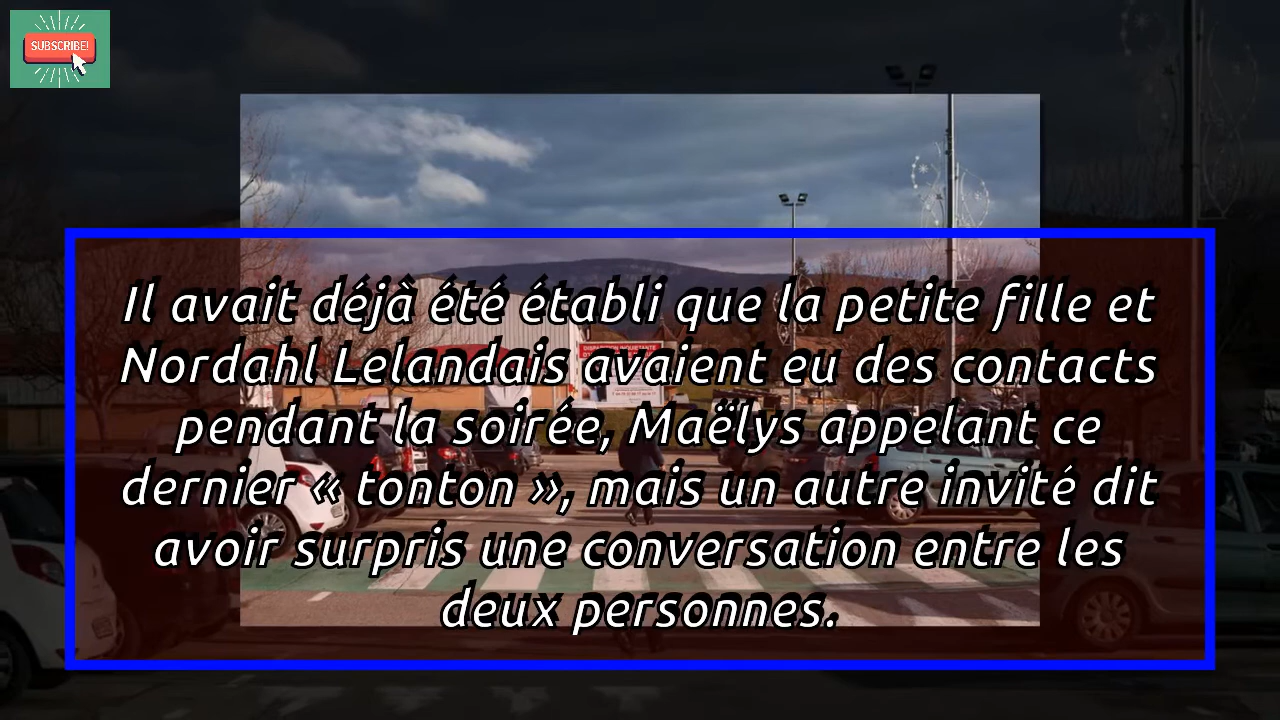 SUBSCRIBE!
DISPARITION INQUIÉTANTE
Il avait déjà été établi que la petite fille et
Nordahl Lelandais avaient eu des contacts
pendant la soirée, Maëlys appelant ce
dernier « tonton », mais un autre invité dit
avoir surpris une conversation entre les
deux personnes.